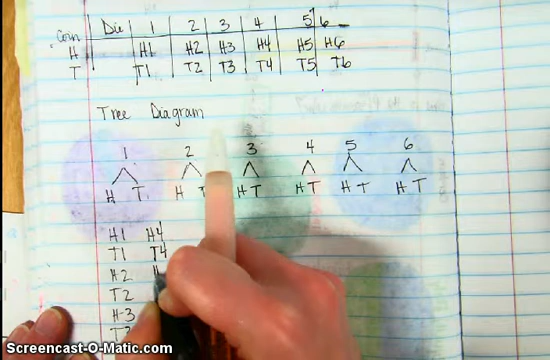 Die 1 2 3 4 5 6
Coin
H H1 H2 H3 H4 H5 H6
T T1 T2 T3 T4 T5 T6
Tree Diagram
1 2 3 4 5 6
H T H T H T H T H T H T
H1 H4
T1 T4
H2 H
T2
H-3
Screencast-O-Matic.com